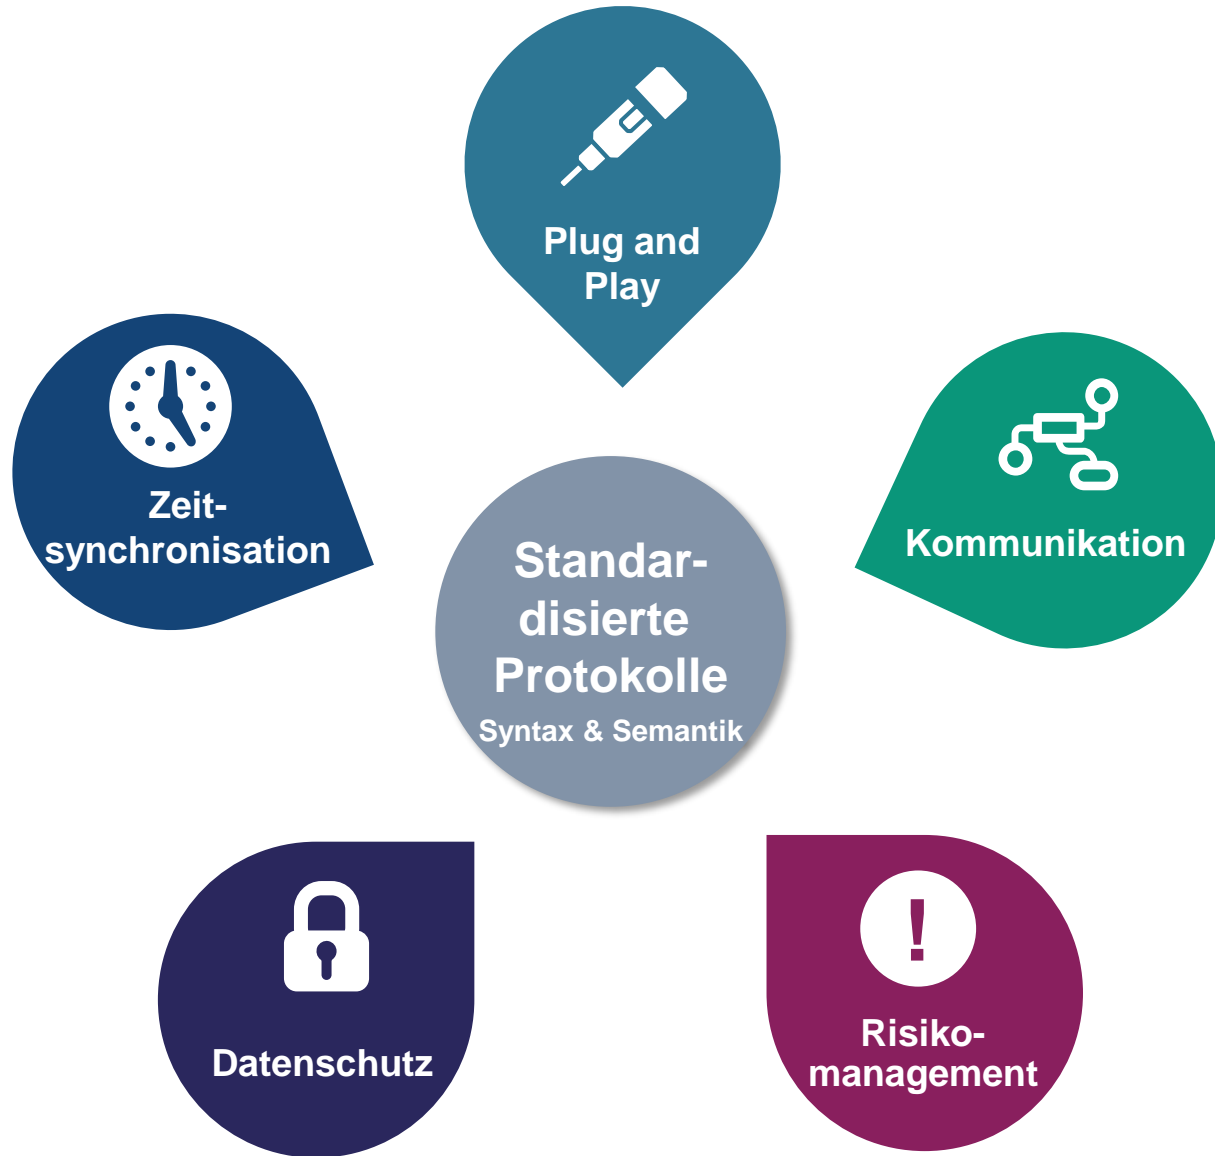 Plug and
Play
Zeit-
synchronisation
Kommunikation
Standar-
disierte
Protokolle
Syntax & Semantik
Datenschutz
!
Risiko-
management